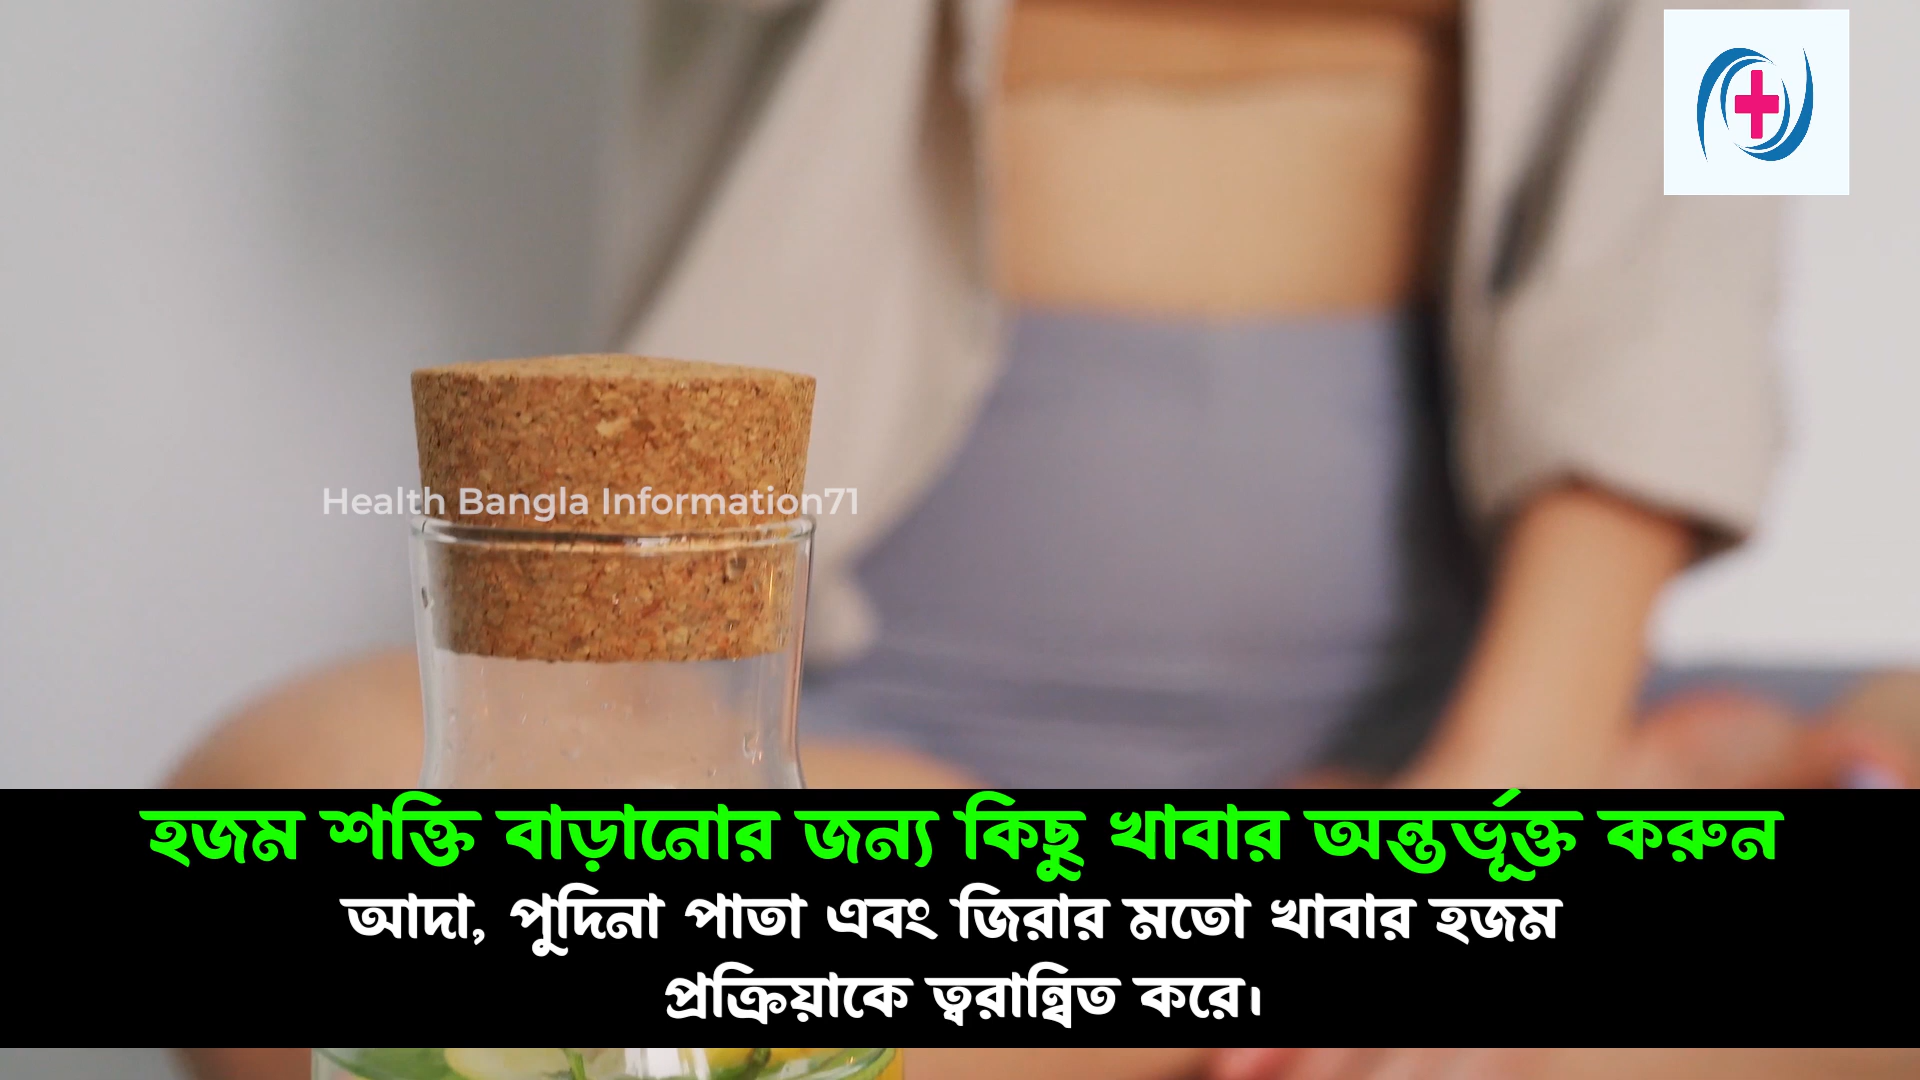 Health Bangla Information71
হজম শক্তি বাড়ানোর জন্য কিছু খাবার অন্তর্ভূক্ত করুন
আদা, পুদিনা পাতা এবং জিরার মতো খাবার হজম
প্রক্রিয়াকে ত্বরান্বিত করে।